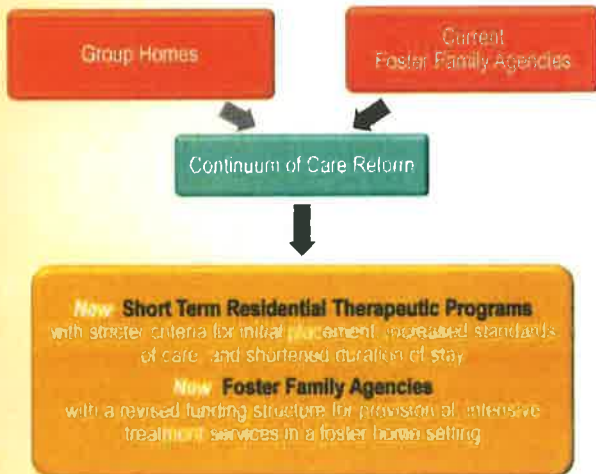 Group Homes
Current
Foster Family Agencies
Continuum of Care Reform
New Short Term Residential Therapeutic Programs
with stricter criteria for initial placement, increased standards
of care, and shortened duration of stay
New Foster Family Agencies
with a revised funding structure for provision of intensive
treatment services in a foster home setting